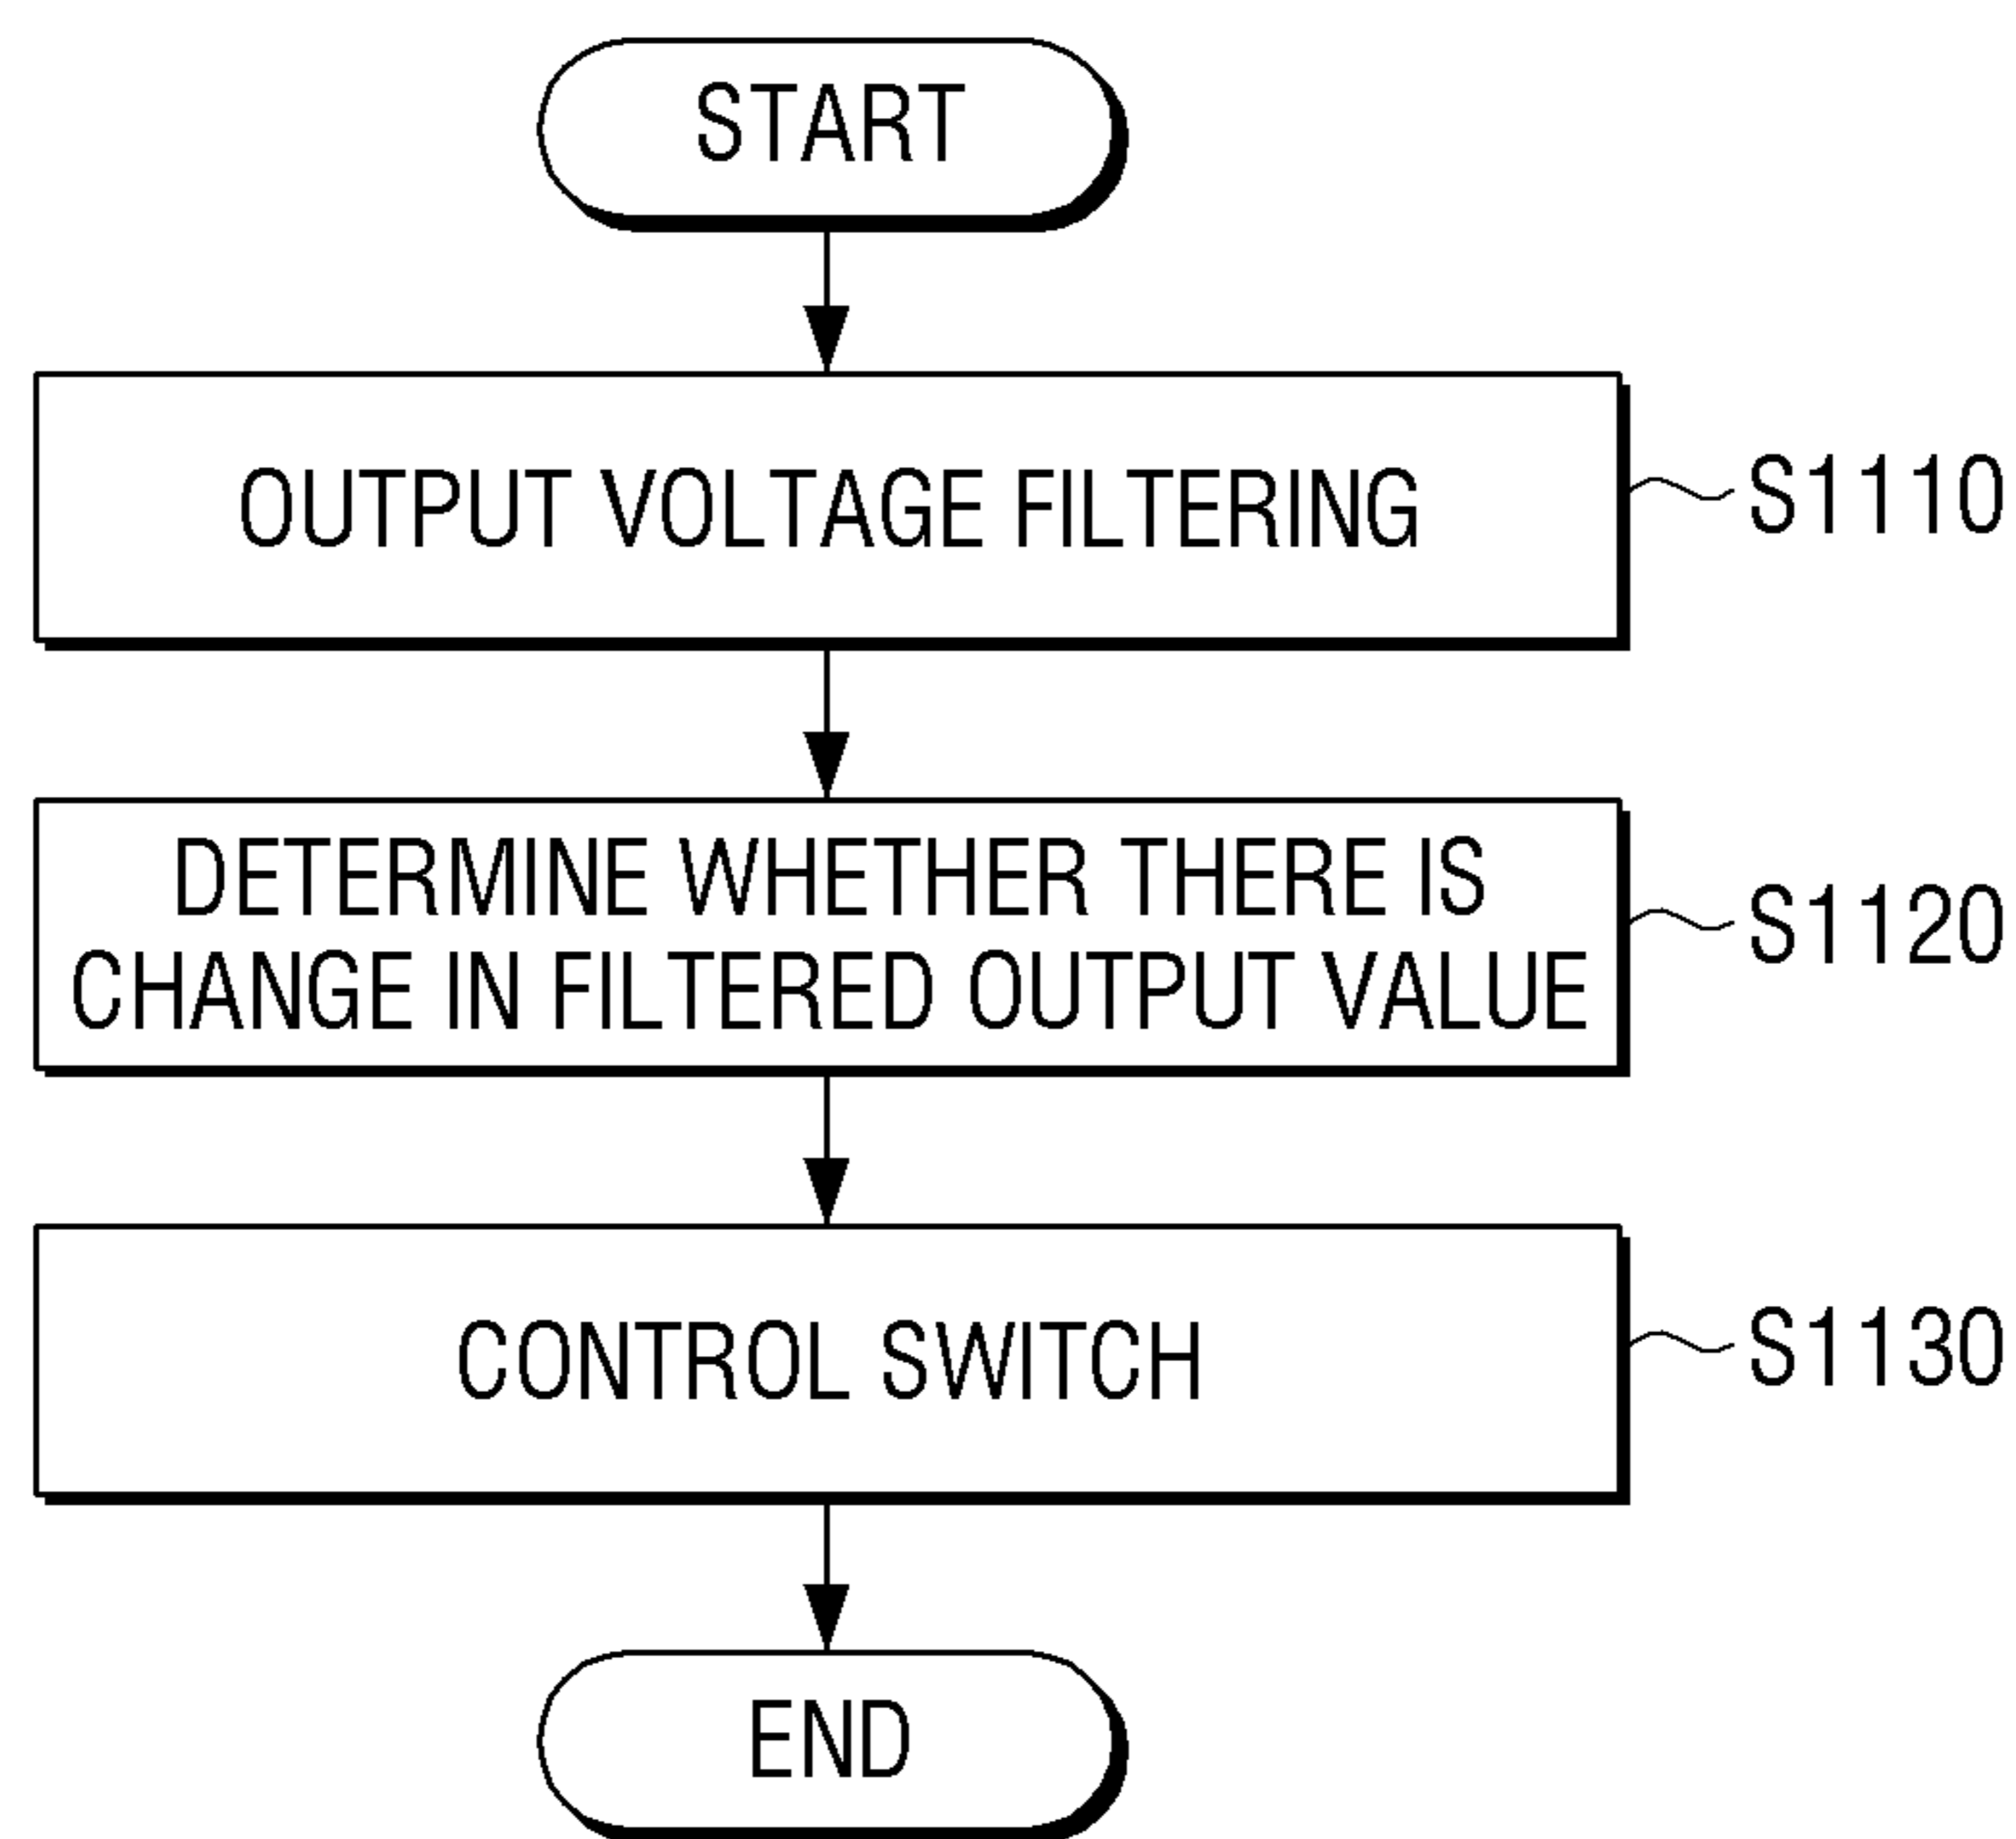 START
OUTPUT VOLTAGE FILTERING
S1110
DETERMINE WHETHER THERE IS
CHANGE IN FILTERED OUTPUT VALUE
S1120
CONTROL SWITCH
S1130
END